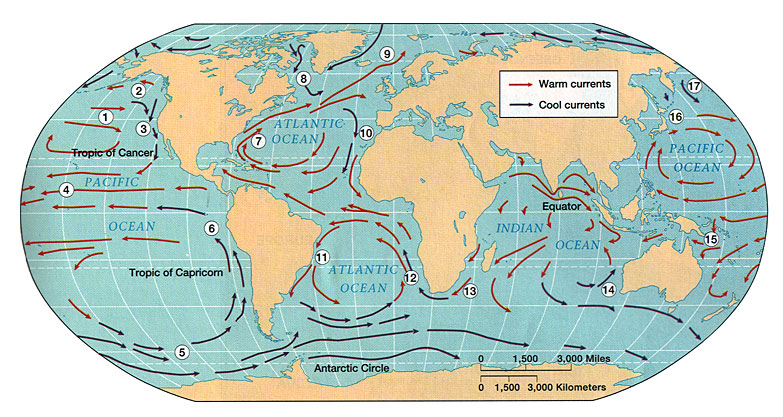 9
17
8
2
Warm currents
Cool currents
1
3
16
10
7
ATLANTIC
OCEAN
PACIFIC
OCEAN
Tropic of Cancer
4
PACIFIC
Equator
OCEAN
6
INDIAN
OCEAN
15
11
Tropic of Capricorn
ATLANTIC
OCEAN
12
13
14
5
Antarctic Circle
0 1,500 3,000 Miles
0 1,500 3,000 Kilometers